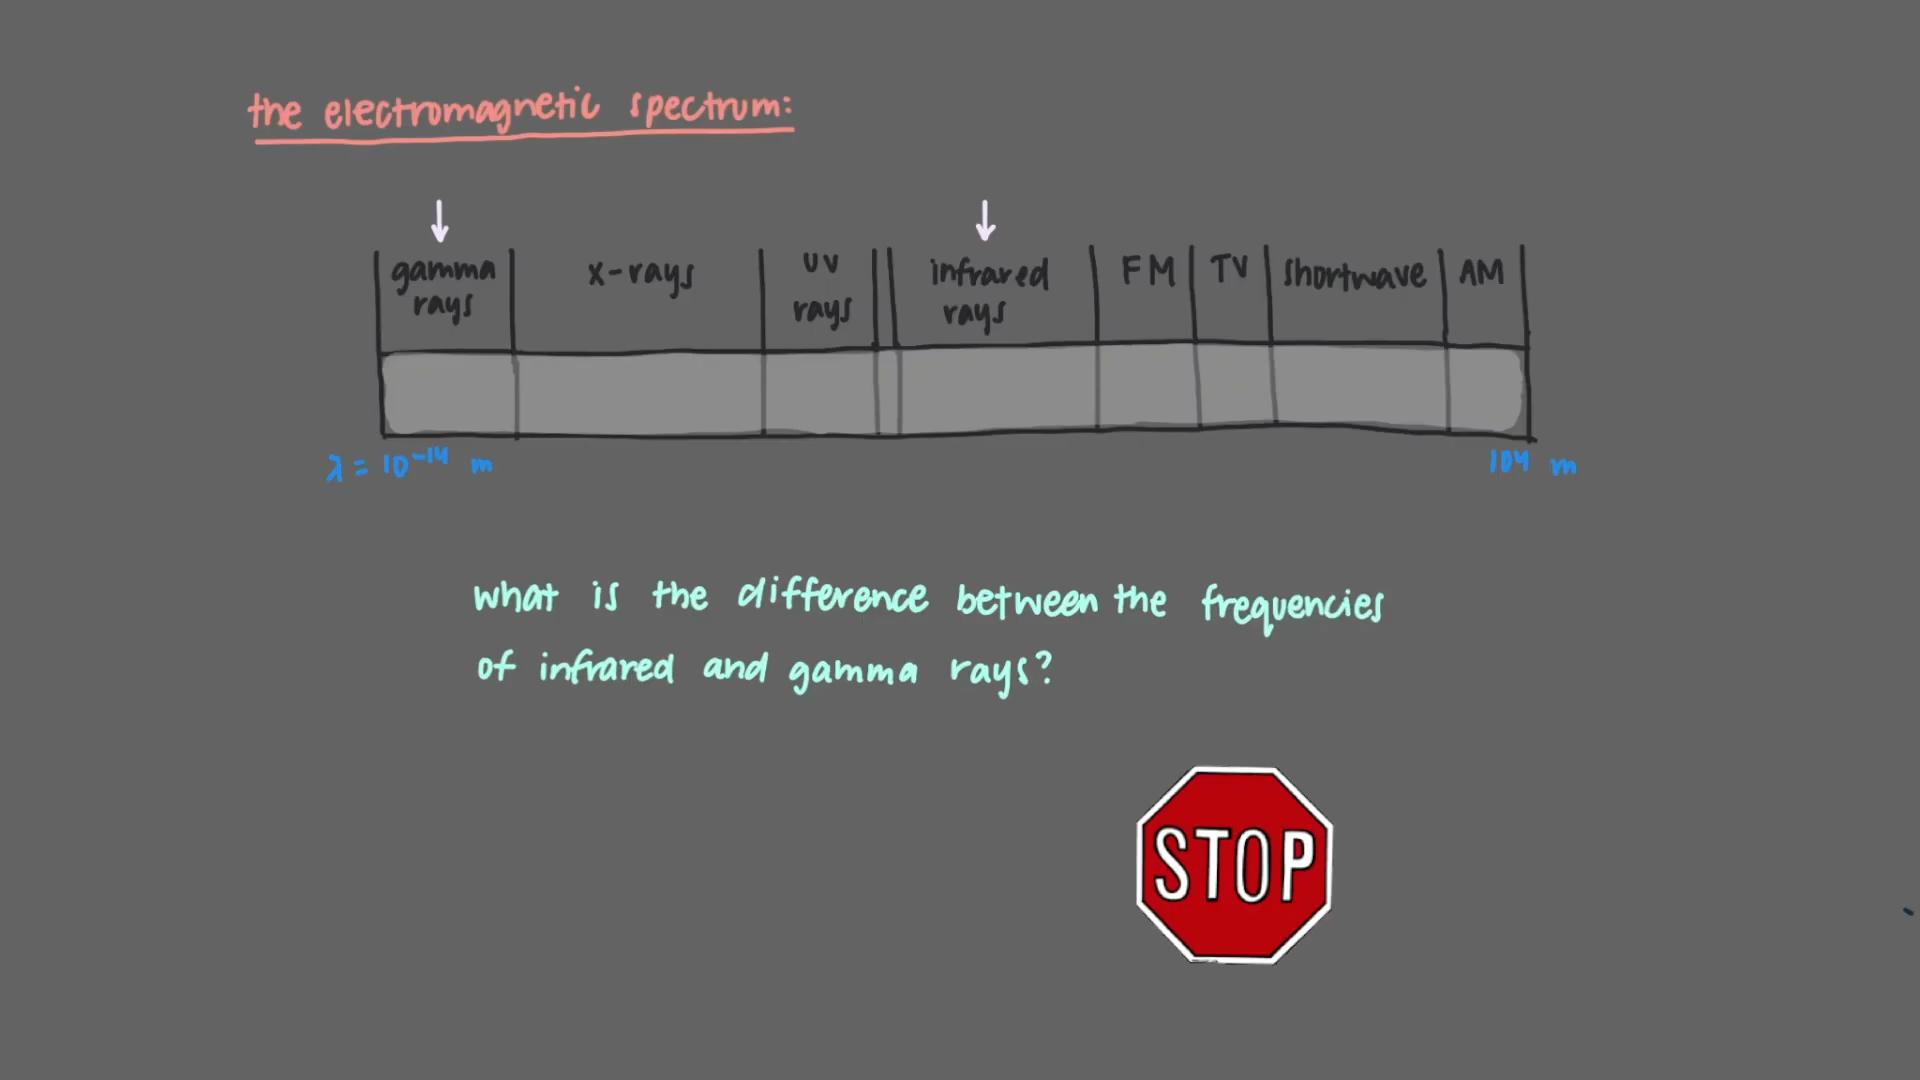 the electromagnetic spectrum:
gamma rays
x-rays
UV rays
infrared rays
FM
TV
shortwave
AM
λ = 10⁻¹⁴ m
10⁴ m
what is the difference between the frequencies
of infrared and gamma rays?
STOP